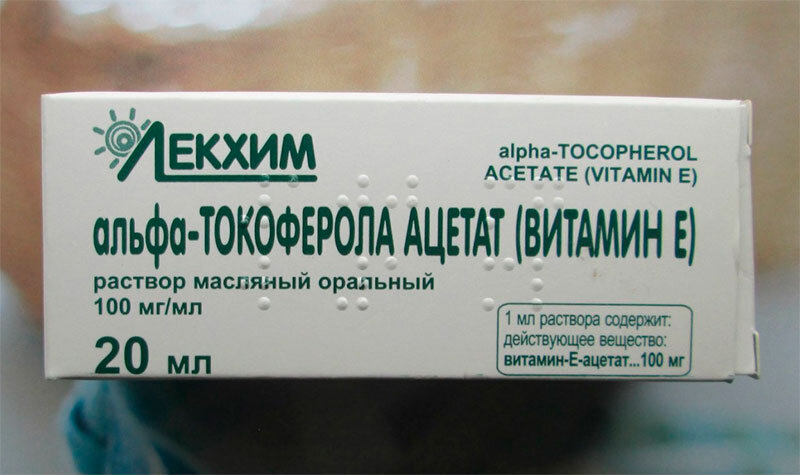 ЛЕКХИМ
alpha-TOCOPHEROL
ACETATE (VITAMIN E)
альфа-ТОКОФЕРОЛА АЦЕТАТ (ВИТАМИН Е)
раствор масляный оральный
100 мг/мл
20 мл
1 мл раствора содержит:
действующее вещество:
витамин-Е-ацетат...100 мг